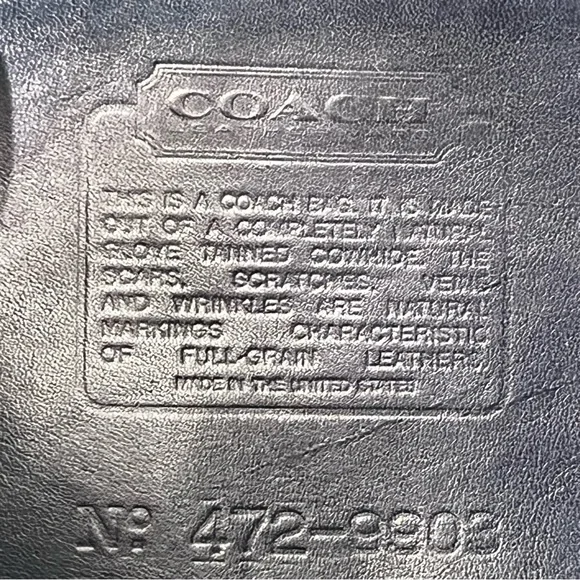 COACH
THIS IS A COACH BAG. IT IS MADE
OUT OF A COMPLETELY NATURAL
GLOVE TANNED COWHIDE. THE
SCARS, SCRATCHES, VEINS
AND WRINKLES ARE NATURAL
MARKINGS CHARACTERISTIC
OF FULL-GRAIN LEATHERS.
MADE IN THE UNITED STATES
Nº 472-9903